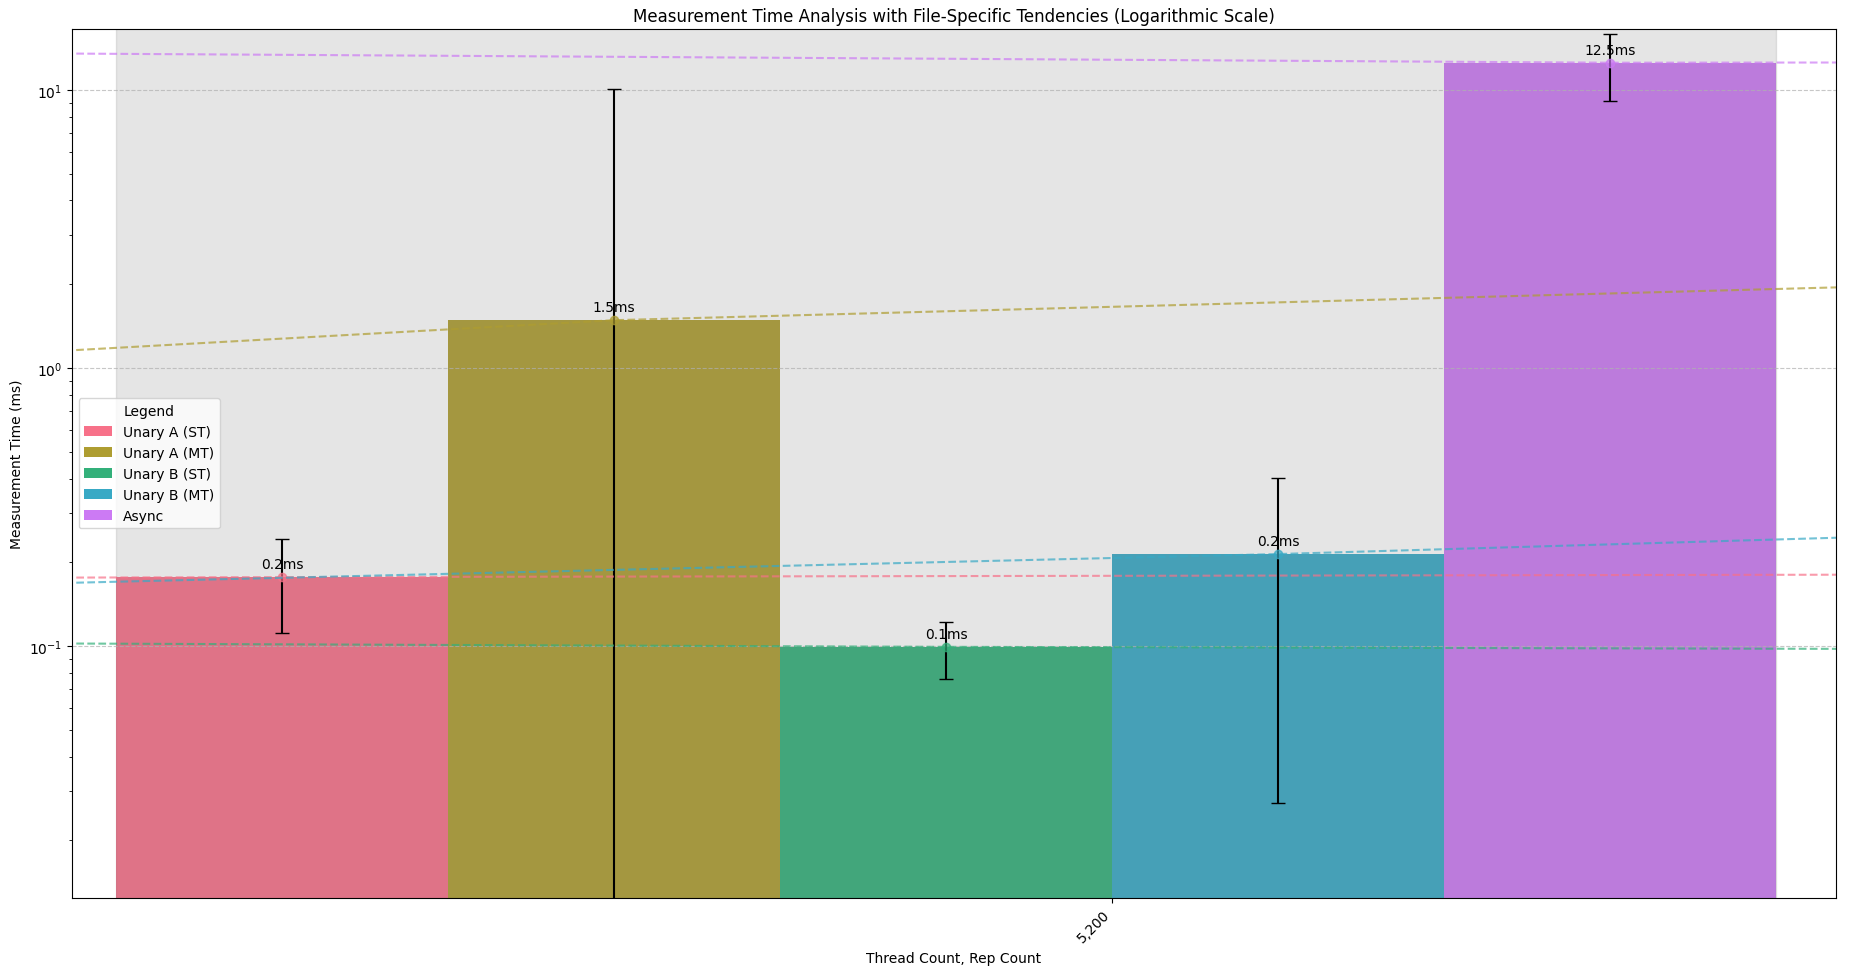 Measurement Time Analysis with File-Specific Tendencies (Logarithmic Scale)
Measurement Time (ms)
10¹
10⁰
10⁻¹
12.5ms
1.5ms
0.2ms
0.2ms
0.1ms
Legend
Unary A (ST)
Unary A (MT)
Unary B (ST)
Unary B (MT)
Async
5,200
Thread Count, Rep Count